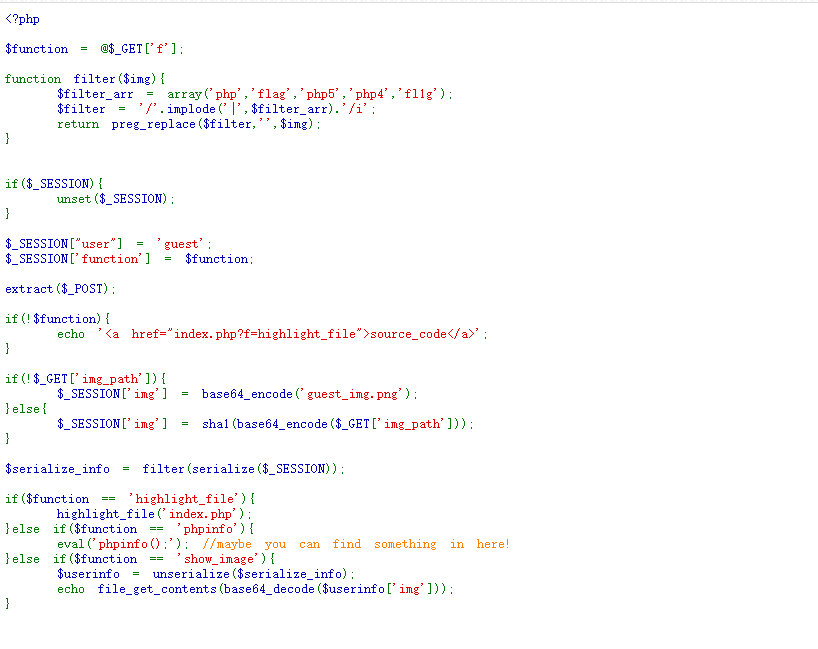 <?php
$function = @$_GET['f'];
function filter($img){
$filter_arr = array('php','flag','php5','php4','fl1g');
$filter = '/'.implode('|',$filter_arr).'/i';
return preg_replace($filter,'',$img);
}
if($_SESSION){
unset($_SESSION);
}
$_SESSION["user"] = 'guest';
$_SESSION['function'] = $function;
extract($_POST);
if(!$function){
echo '<a href="index.php?f=highlight_file">source_code</a>';
}
if(!$_GET['img_path']){
$_SESSION['img'] = base64_encode('guest_img.png');
}else{
$_SESSION['img'] = sha1(base64_encode($_GET['img_path']));
}
$serialize_info = filter(serialize($_SESSION));
if($function == 'highlight_file'){
highlight_file('index.php');
}else if($function == 'phpinfo'){
eval('phpinfo();'); //maybe you can find something in here!
}else if($function == 'show_image'){
$userinfo = unserialize($serialize_info);
echo file_get_contents(base64_decode($userinfo['img']));
}